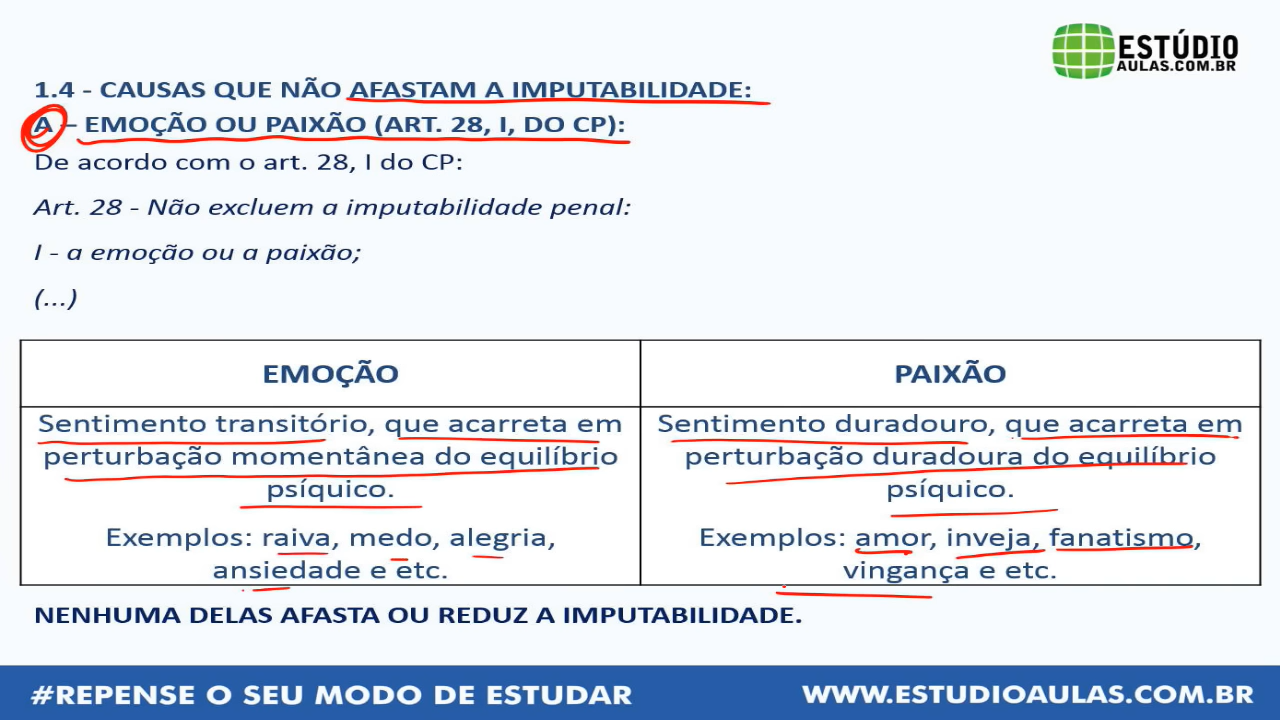 ESTÚDIO
AULAS.COM.BR
1.4 - CAUSAS QUE NÃO AFASTAM A IMPUTABILIDADE:
A – EMOÇÃO OU PAIXÃO (ART. 28, I, DO CP):
De acordo com o art. 28, I do CP:
Art. 28 - Não excluem a imputabilidade penal:
I - a emoção ou a paixão;
(...)
EMOÇÃO
Sentimento transitório, que acarreta em
perturbação momentânea do equilíbrio
psíquico.
Exemplos: raiva, medo, alegria,
ansiedade e etc.
PAIXÃO
Sentimento duradouro, que acarreta em
perturbação duradoura do equilíbrio
psíquico.
Exemplos: amor, inveja, fanatismo,
vingança e etc.
NENHUMA DELAS AFASTA OU REDUZ A IMPUTABILIDADE.
#REPENSE O SEU MODO DE ESTUDAR
WWW.ESTUDIOAULAS.COM.BR